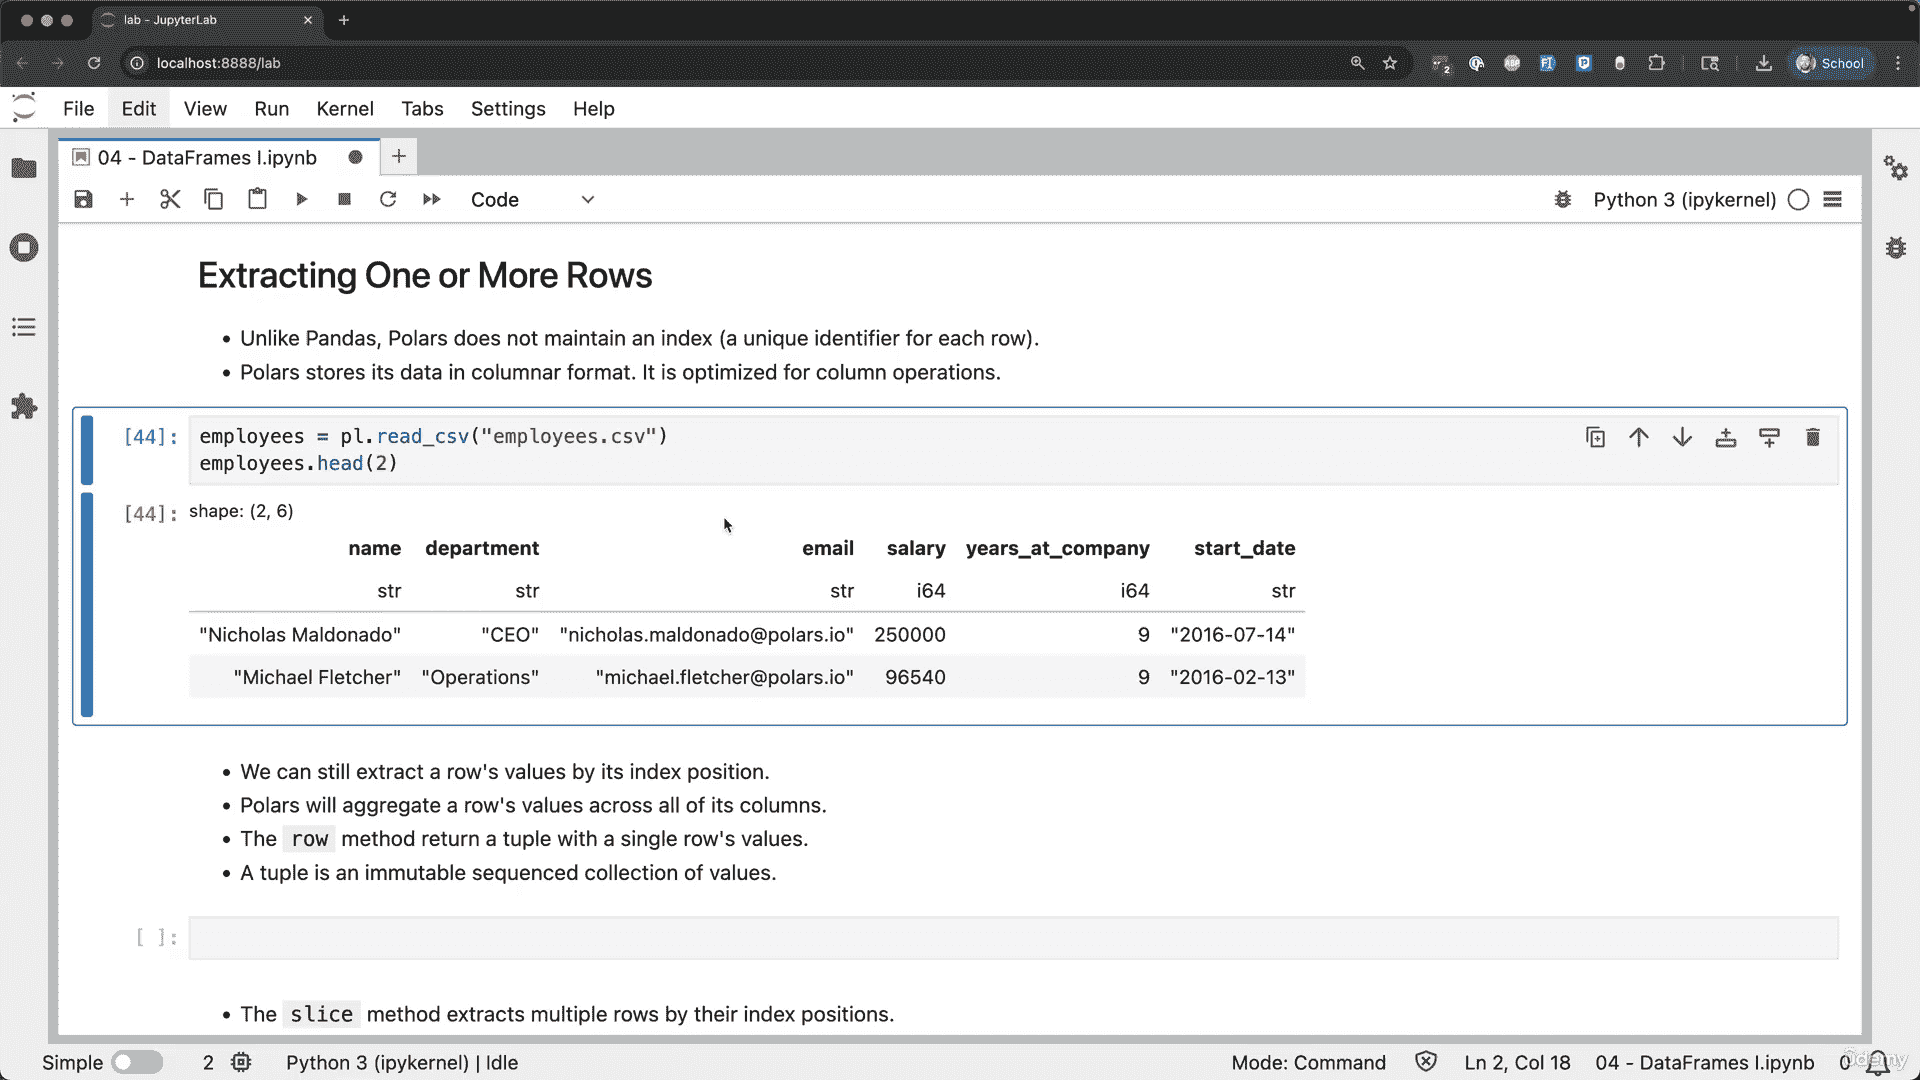 lab - JupyterLab
localhost:8888/lab
2
ABP
School
File Edit View Run Kernel Tabs Settings Help
04 - DataFrames I.ipynb
Code
Python 3 (ipykernel)
Extracting One or More Rows
• Unlike Pandas, Polars does not maintain an index (a unique identifier for each row).
• Polars stores its data in columnar format. It is optimized for column operations.
[44]: employees = pl.read_csv("employees.csv")
employees.head(2)
[44]: shape: (2, 6)
name department email salary years_at_company start_date
str str str i64 i64 str
"Nicholas Maldonado" "CEO" "nicholas.maldonado@polars.io" 250000 9 "2016-07-14"
"Michael Fletcher" "Operations" "michael.fletcher@polars.io" 96540 9 "2016-02-13"
• We can still extract a row's values by its index position.
• Polars will aggregate a row's values across all of its columns.
• The row method return a tuple with a single row's values.
• A tuple is an immutable sequenced collection of values.
[ ]:
• The slice method extracts multiple rows by their index positions.
Simple 2 Python 3 (ipykernel) | Idle Mode: Command Ln 2, Col 18 04 - DataFrames I.ipynb 0
Udemy